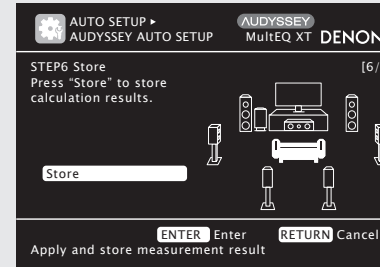 AUTO SETUP ▸
AUDYSSEY AUTO SETUP
AUDYSSEY
MultEQ XT
DENON
STEP6 Store
[6/
Press “Store” to store
calculation results.
Store
ENTER Enter
RETURN Cancel
Apply and store measurement result